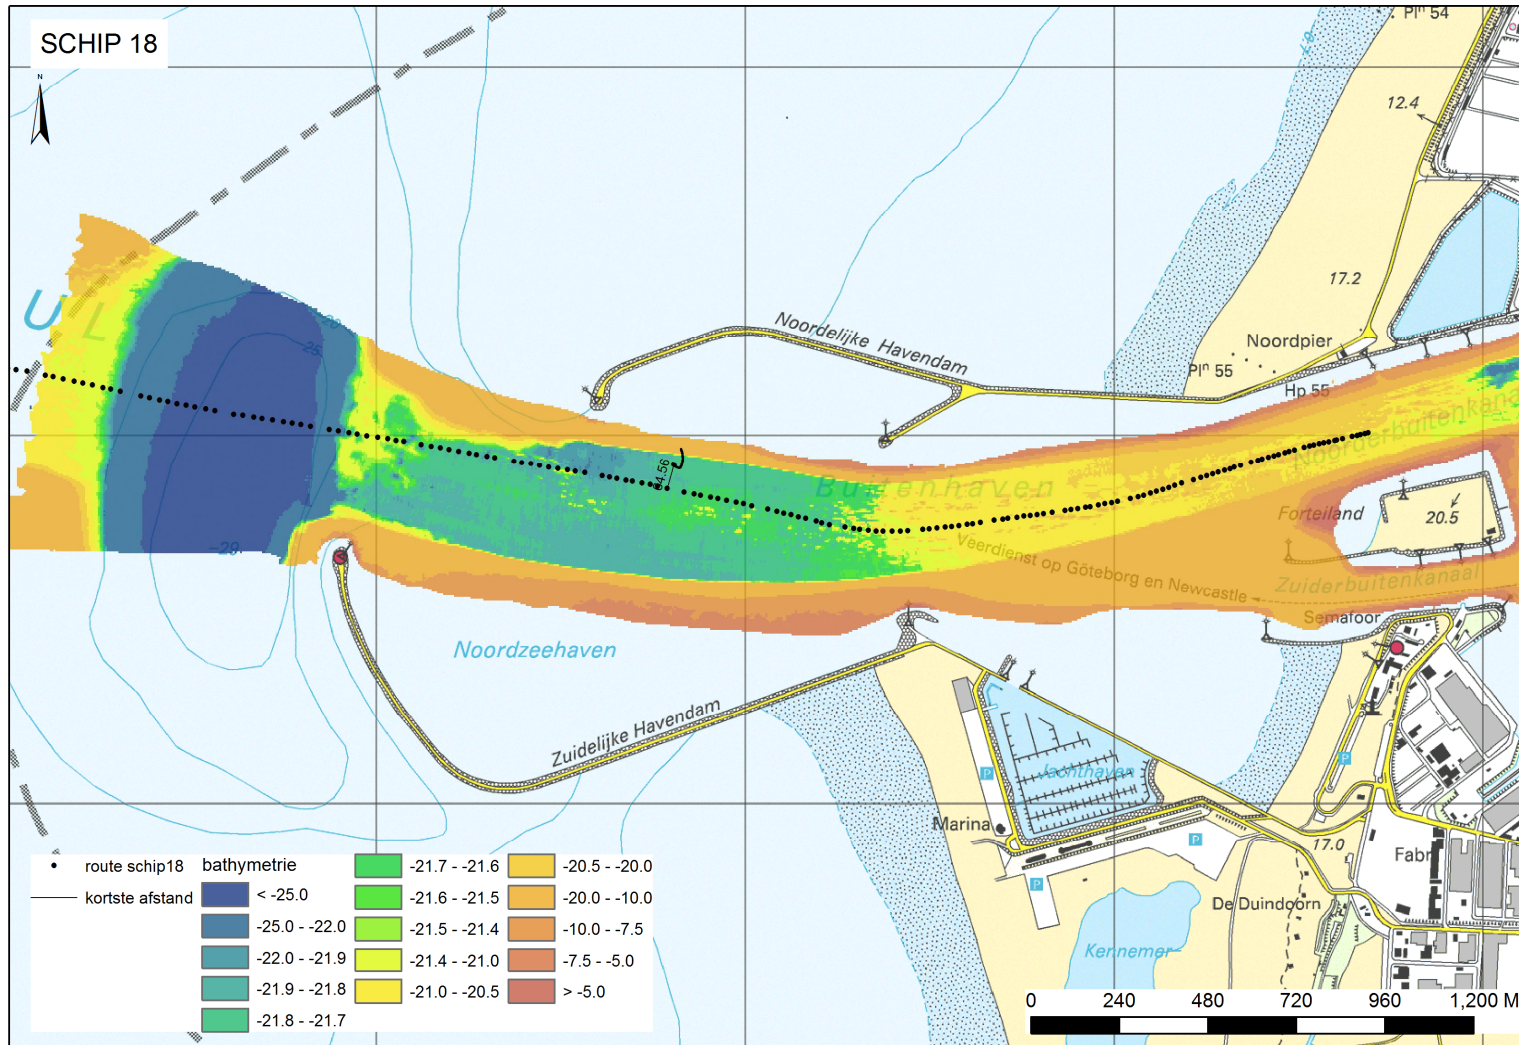 SCHIP 18
N
Plⁿ 54
-9
12.4
17.2
U L
-20
-25
Noordelijke Havendam
Noordpier
Plⁿ 55
Hp 55
Noorderbuitenkana
64.56
Buitenhaven
Forteiland
20.5
Veerdienst op Göteborg en Newcastle
Zuiderbuitenkanaal
Semafoor
-20
Noordzeehaven
Zuidelijke Havendam
P
Jachthaven
P
Marina
P
17.0
Fabr
P
De Duindoorn
Kennemer-
route schip18
kortste afstand
bathymetrie
< -25.0
-25.0 - -22.0
-22.0 - -21.9
-21.9 - -21.8
-21.8 - -21.7
-21.7 - -21.6
-21.6 - -21.5
-21.5 - -21.4
-21.4 - -21.0
-21.0 - -20.5
-20.5 - -20.0
-20.0 - -10.0
-10.0 - -7.5
-7.5 - -5.0
> -5.0
0 240 480 720 960 1,200 M